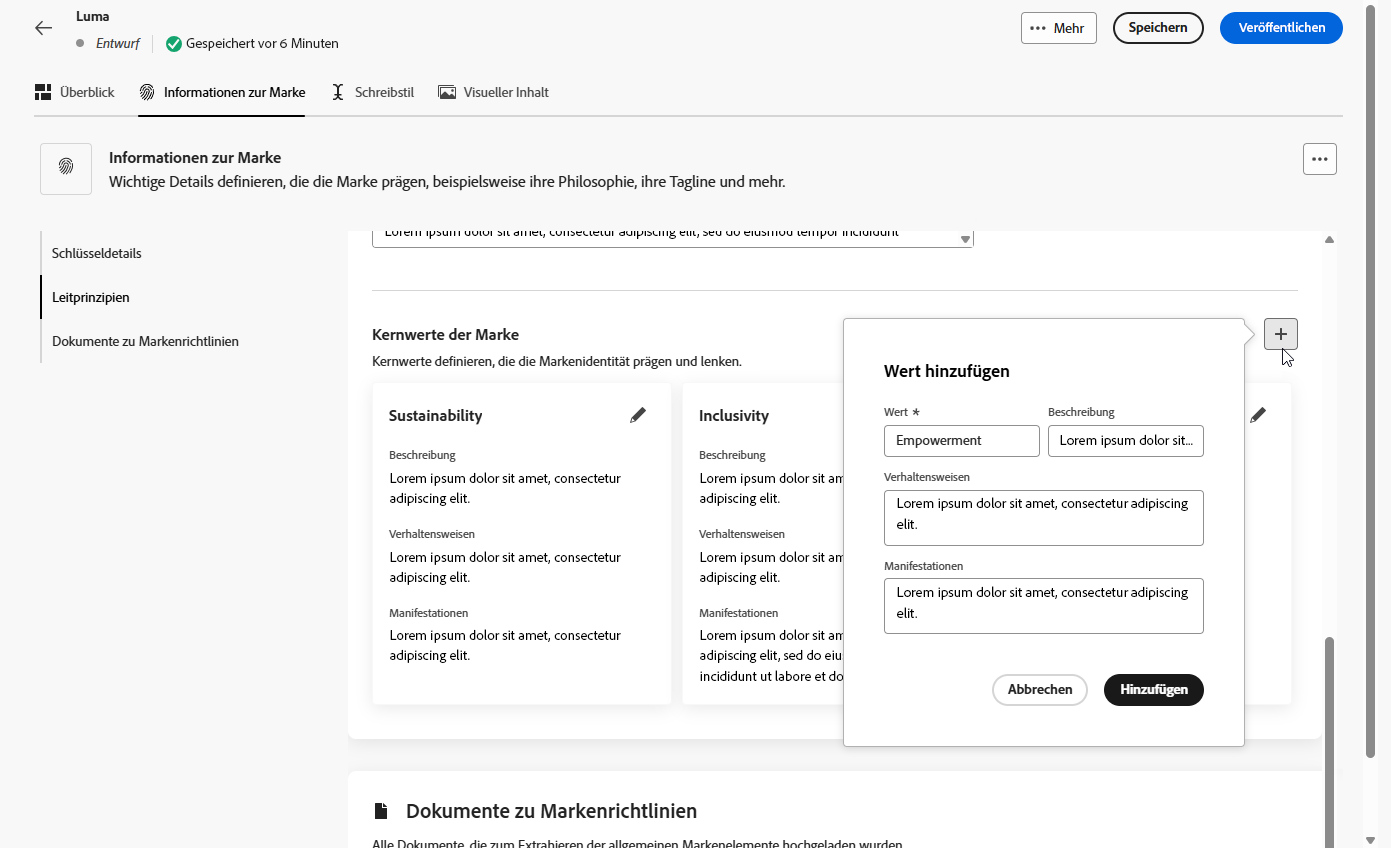 Luma
Entwurf
Gespeichert vor 6 Minuten
Mehr
Speichern
Veröffentlichen
Überblick
Informationen zur Marke
Schreibstil
Visueller Inhalt
Informationen zur Marke
Wichtige Details definieren, die die Marke prägen, beispielsweise ihre Philosophie, ihre Tagline und mehr.
Schlüsseldetails
Leitprinzipien
Dokumente zu Markenrichtlinien
Lorem ipsum dolor sit amet, consectetur adipiscing elit, sed do eiusmod tempor incididunt
Kernwerte der Marke
Kernwerte definieren, die die Markenidentität prägen und lenken.
Sustainability
Beschreibung
Lorem ipsum dolor sit amet, consectetur
adipiscing elit.
Verhaltensweisen
Lorem ipsum dolor sit amet, consectetur
adipiscing elit.
Manifestationen
Lorem ipsum dolor sit amet, consectetur
adipiscing elit.
Inclusivity
Beschreibung
Lorem ipsum dolor sit am
adipiscing elit.
Verhaltensweisen
Lorem ipsum dolor sit am
adipiscing elit.
Manifestationen
Lorem ipsum dolor sit am
adipiscing elit, sed do eiu
incididunt ut labore et do
Wert hinzufügen
Wert *
Empowerment
Beschreibung
Lorem ipsum dolor sit...
Verhaltensweisen
Lorem ipsum dolor sit amet, consectetur adipiscing
elit.
Manifestationen
Lorem ipsum dolor sit amet, consectetur adipiscing
elit.
Abbrechen
Hinzufügen
Dokumente zu Markenrichtlinien
Alle Dokumente, die zum Extrahieren der allgemeinen Markenelemente hochgeladen wurden